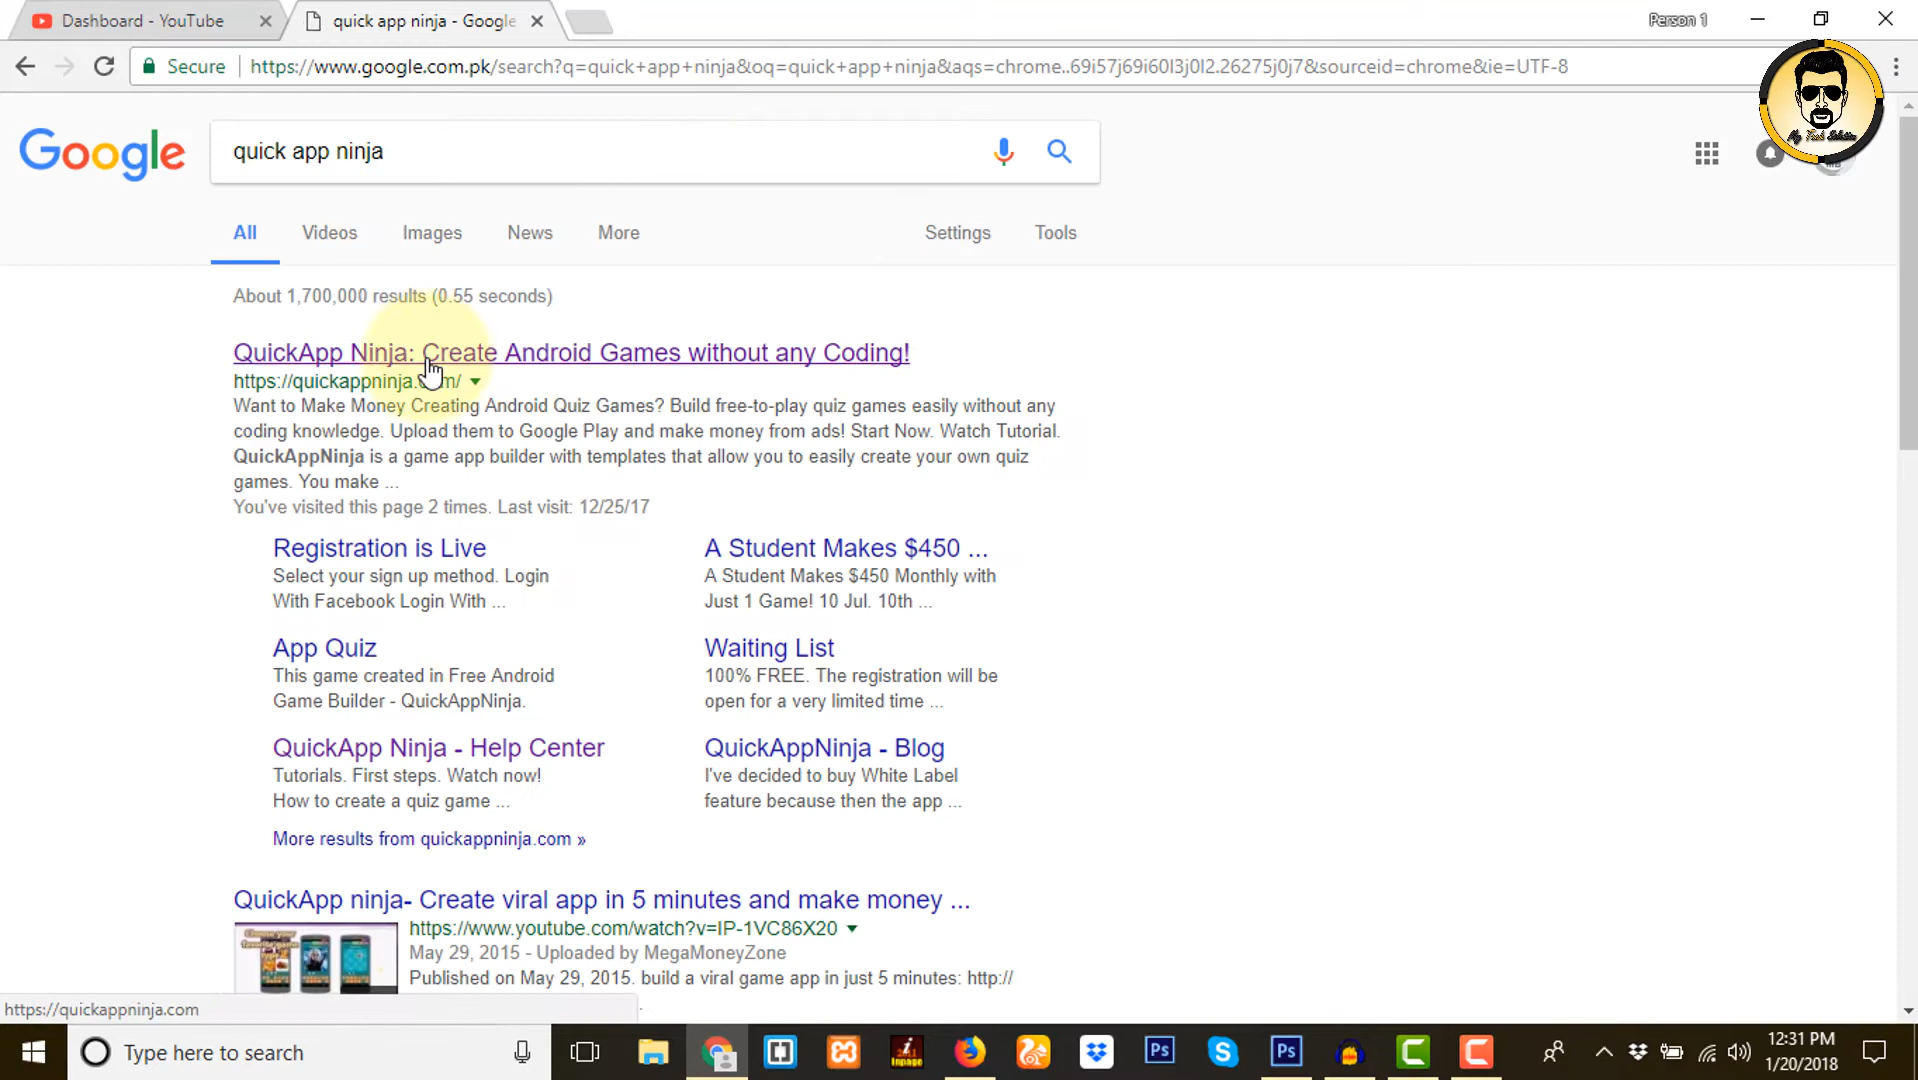 Dashboard - YouTube
quick app ninja - Google
Person 1
Secure
https://www.google.com.pk/search?q=quick+app+ninja&oq=quick+app+ninja&aqs=chrome..69i57j69i60l3j0l2.26275j0j7&sourceid=chrome&ie=UTF-8
My Tech Solution
Google
quick app ninja
All Videos Images News More Settings Tools
About 1,700,000 results (0.55 seconds)
QuickApp Ninja: Create Android Games without any Coding!
https://quickappninja.com/
Want to Make Money Creating Android Quiz Games? Build free-to-play quiz games easily without any
coding knowledge. Upload them to Google Play and make money from ads! Start Now. Watch Tutorial.
QuickAppNinja is a game app builder with templates that allow you to easily create your own quiz
games. You make ...
You've visited this page 2 times. Last visit: 12/25/17
Registration is Live
Select your sign up method. Login
With Facebook Login With ...
A Student Makes $450 ...
A Student Makes $450 Monthly with
Just 1 Game! 10 Jul. 10th ...
App Quiz
This game created in Free Android
Game Builder - QuickAppNinja.
Waiting List
100% FREE. The registration will be
open for a very limited time ...
QuickApp Ninja - Help Center
Tutorials. First steps. Watch now!
How to create a quiz game ...
QuickAppNinja - Blog
I've decided to buy White Label
feature because then the app ...
More results from quickappninja.com »
QuickApp ninja- Create viral app in 5 minutes and make money ...
https://www.youtube.com/watch?v=IP-1VC86X20
May 29, 2015 - Uploaded by MegaMoneyZone
Published on May 29, 2015. build a viral game app in just 5 minutes: http://
https://quickappninja.com
Type here to search
inpage
Ps
Ps
12:31 PM
1/20/2018